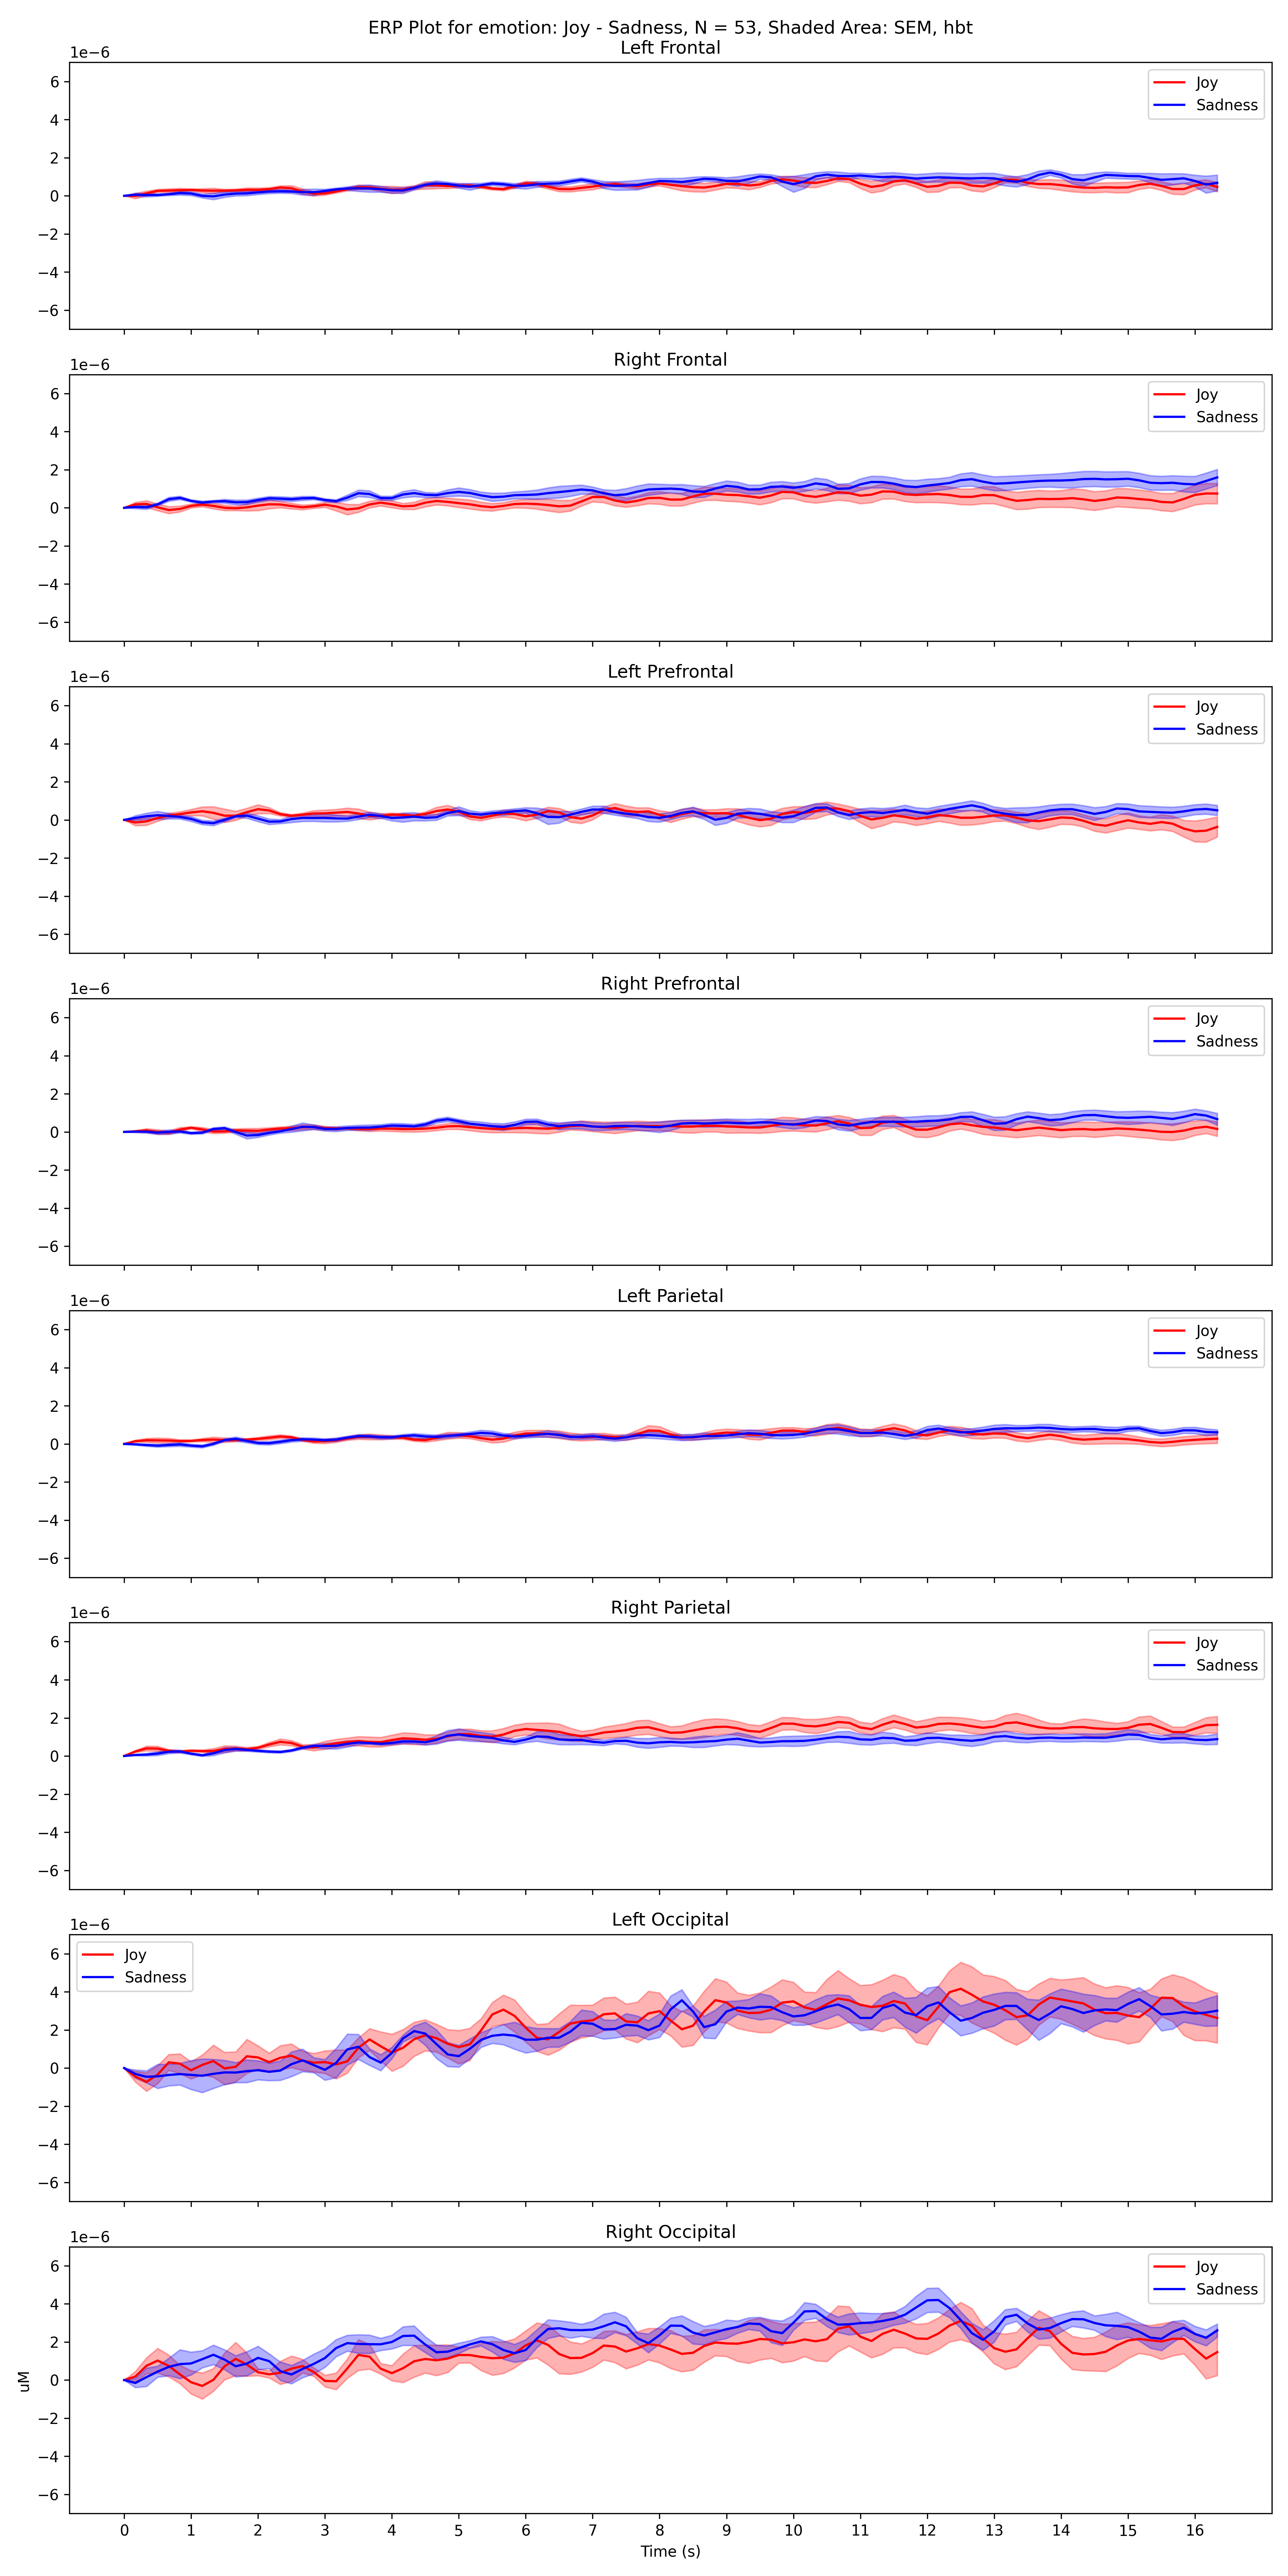 ERP Plot for emotion: Joy - Sadness, N = 53, Shaded Area: SEM, hbt
Left Frontal
1e−6
6
4
2
0
−2
−4
−6
Joy
Sadness
Right Frontal
1e−6
6
4
2
0
−2
−4
−6
Joy
Sadness
Left Prefrontal
1e−6
6
4
2
0
−2
−4
−6
Joy
Sadness
Right Prefrontal
1e−6
6
4
2
0
−2
−4
−6
Joy
Sadness
Left Parietal
1e−6
6
4
2
0
−2
−4
−6
Joy
Sadness
Right Parietal
1e−6
6
4
2
0
−2
−4
−6
Joy
Sadness
Left Occipital
1e−6
6
4
2
0
−2
−4
−6
Joy
Sadness
Right Occipital
1e−6
6
4
2
0
−2
−4
−6
Joy
Sadness
uM
0 1 2 3 4 5 6 7 8 9 10 11 12 13 14 15 16
Time (s)